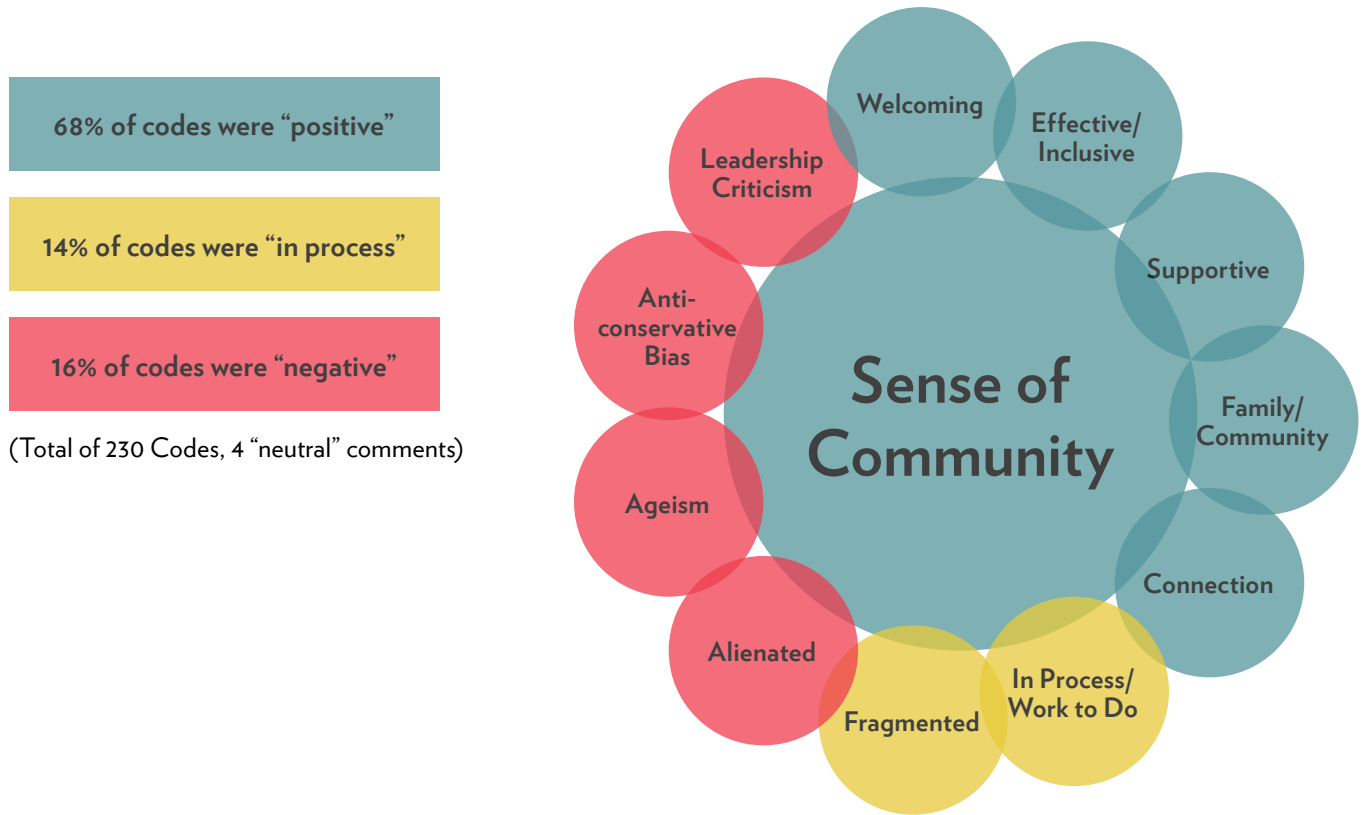 68% of codes were “positive”
14% of codes were “in process”
16% of codes were “negative”
(Total of 230 Codes, 4 “neutral” comments)
Welcoming
Effective/
Inclusive
Supportive
Family/
Community
Connection
In Process/
Work to Do
Fragmented
Alienated
Ageism
Anti-
conservative
Bias
Leadership
Criticism
Sense of
Community